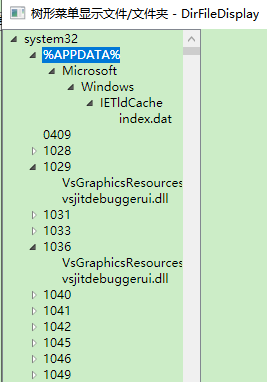 树形菜单显示文件/文件夹 - DirFileDisplay
system32
%APPDATA%
Microsoft
Windows
IETldCache
index.dat
0409
1028
1029
VsGraphicsResources
vsjitdebuggerui.dll
1031
1033
1036
VsGraphicsResources
vsjitdebuggerui.dll
1040
1041
1042
1045
1046
1049